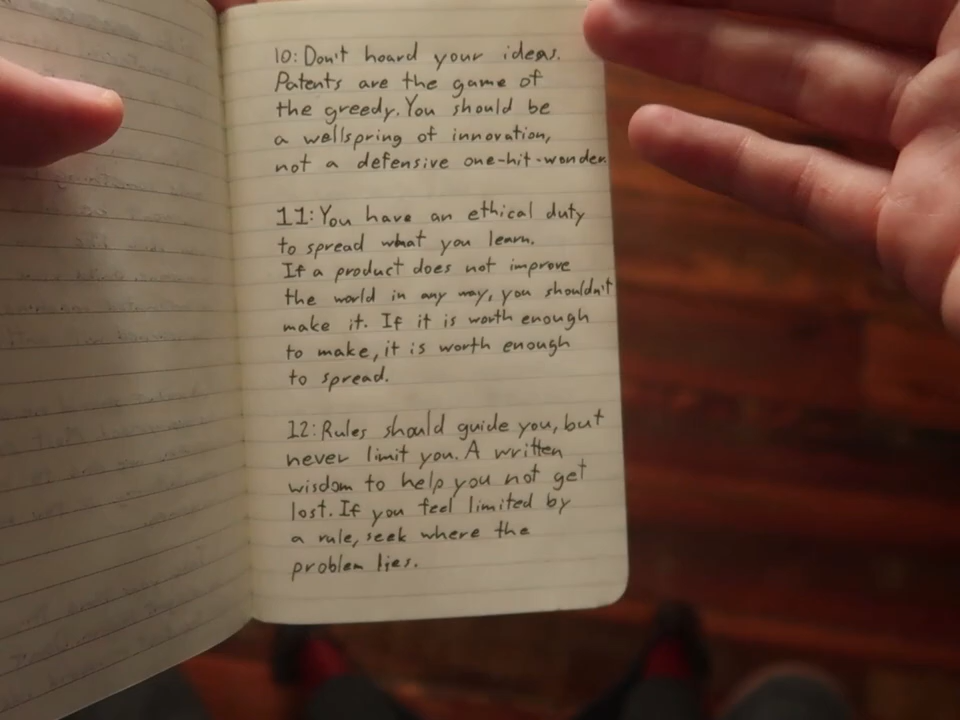 10: Don't hoard your ideas.
Patents are the game of
the greedy. You should be
a wellspring of innovation,
not a defensive one-hit-wonder.
11: You have an ethical duty
to spread what you learn.
If a product does not improve
the world in any way, you shouldn't
make it. If it is worth enough
to make, it is worth enough
to spread.
12: Rules should guide you, but
never limit you. A written
wisdom to help you not get
lost. If you feel limited by
a rule, seek where the
problem lies.